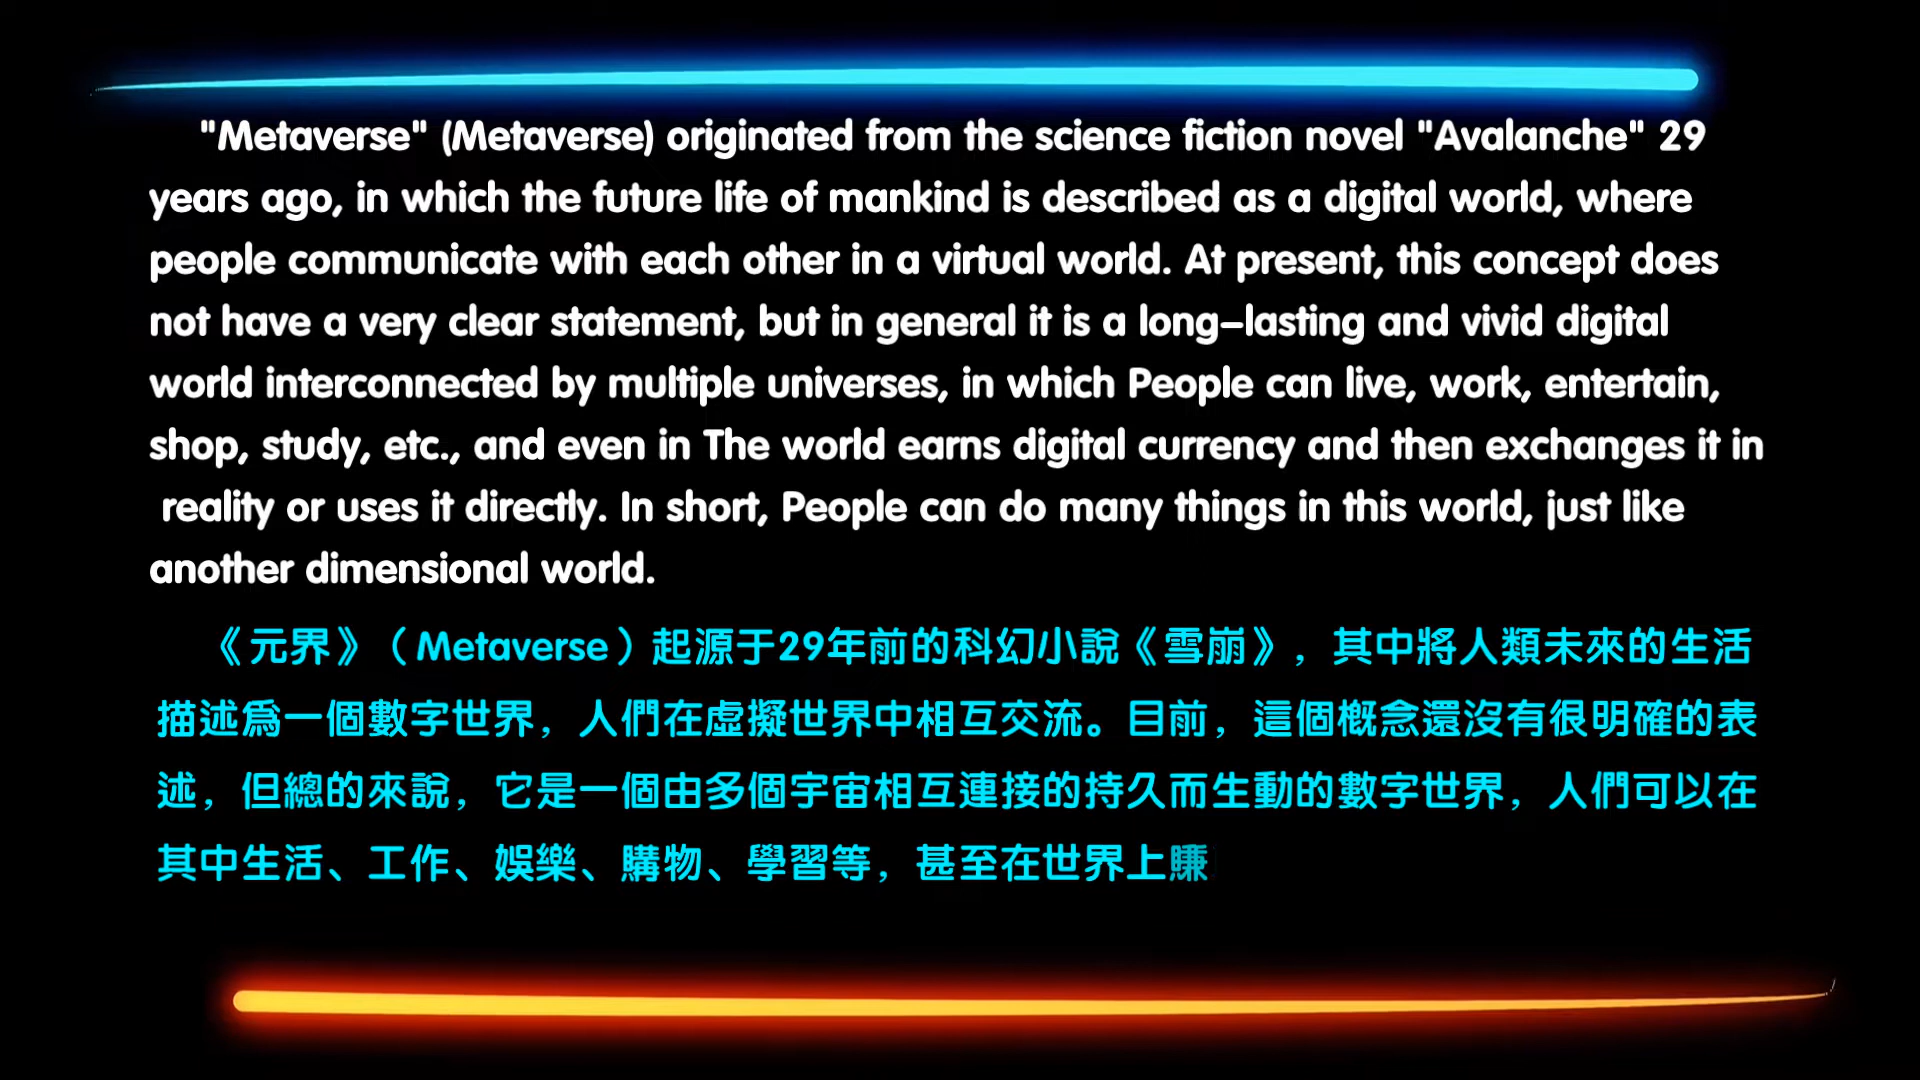 "Metaverse" (Metaverse) originated from the science fiction novel "Avalanche" 29
years ago, in which the future life of mankind is described as a digital world, where
people communicate with each other in a virtual world. At present, this concept does
not have a very clear statement, but in general it is a long-lasting and vivid digital
world interconnected by multiple universes, in which People can live, work, entertain,
shop, study, etc., and even in The world earns digital currency and then exchanges it in
reality or uses it directly. In short, People can do many things in this world, just like
another dimensional world.
《元界》（Metaverse）起源于29年前的科幻小說《雪崩》，其中將人類未來的生活
描述爲一個數字世界，人們在虛擬世界中相互交流。目前，這個概念還沒有很明確的表
述，但總的來說，它是一個由多個宇宙相互連接的持久而生動的數字世界，人們可以在
其中生活、工作、娛樂、購物、學習等，甚至在世界上賺